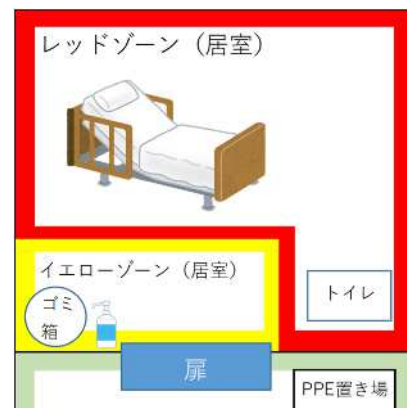 レッドゾーン（居室）
イエローゾーン（居室）
ゴミ
箱
トイレ
扉
PPE置き場